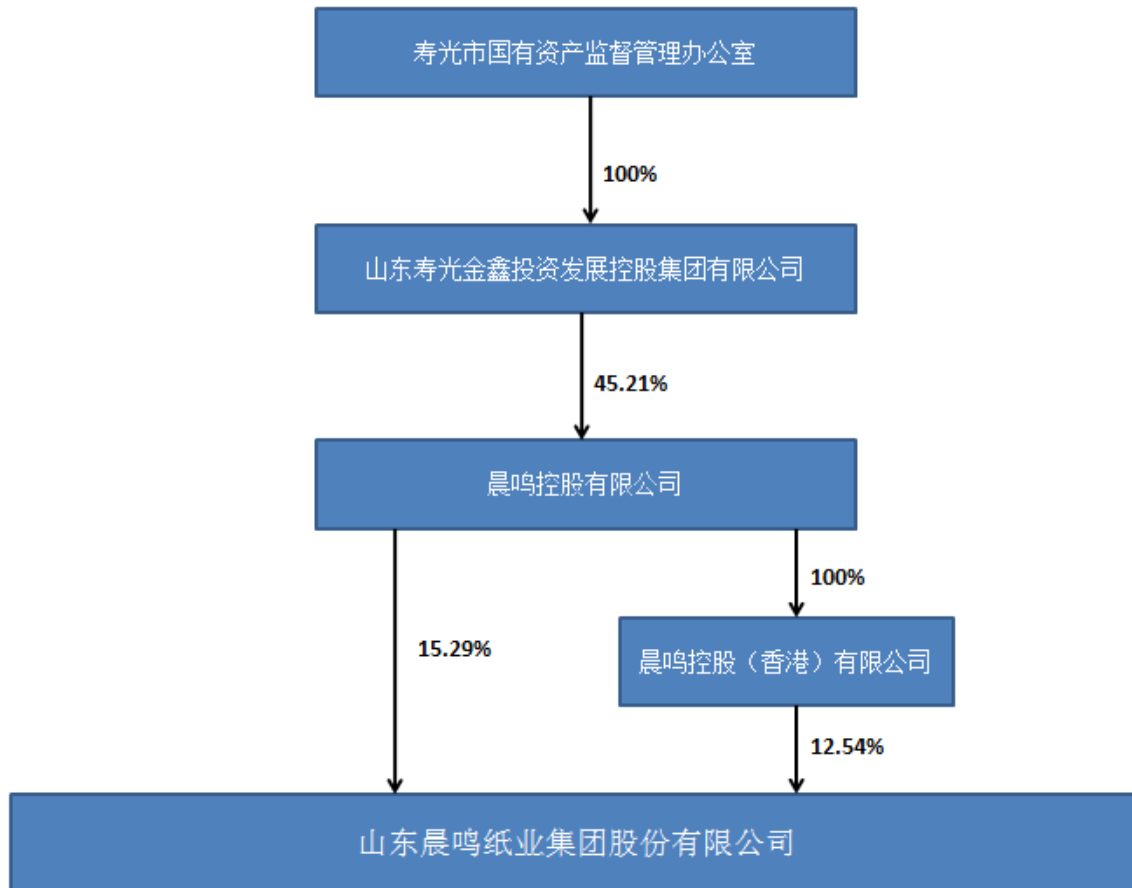 寿光市国有资产监督管理办公室
100%
山东寿光金鑫投资发展控股集团有限公司
45.21%
晨鸣控股有限公司
100%
15.29%
晨鸣控股（香港）有限公司
12.54%
山东晨鸣纸业集团股份有限公司